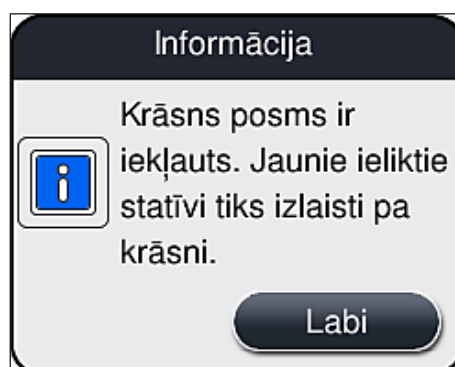 Informācija
Krāsns posms ir
iekļauts. Jaunie ieliktie
statīvi tiks izlaisti pa
krāsni.
Labi